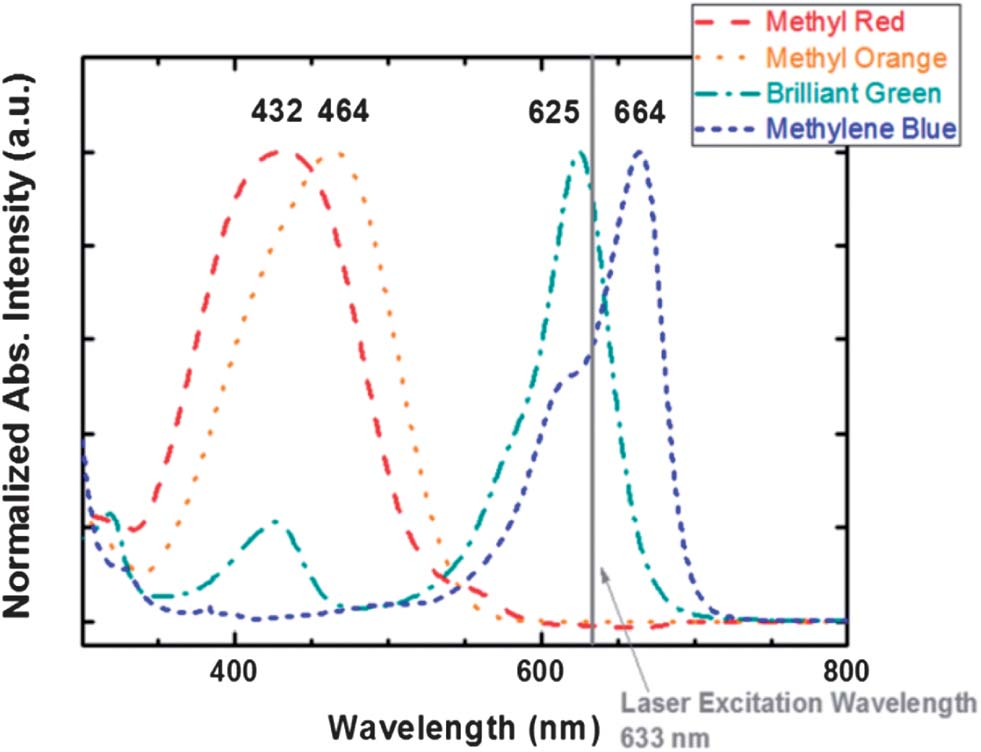 Methyl Red
Methyl Orange
Brilliant Green
Methylene Blue
432 464 625 664
Normalized Abs. Intensity (a.u.)
400 600 800
Wavelength (nm)
Laser Excitation Wavelength
633 nm